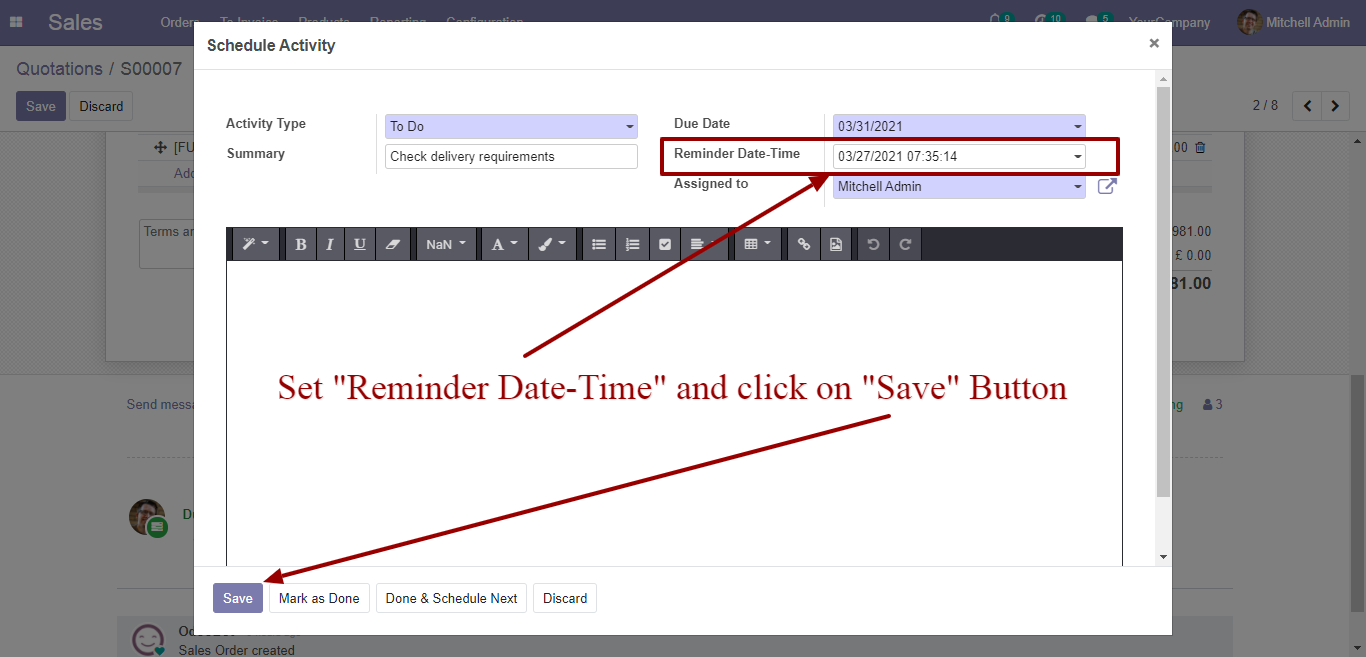 Sales
Orders To Invoice Products Reporting Configuration
8 10 5 YourCompany Mitchell Admin
Quotations / S00007
Save Discard
2 / 8
Schedule Activity
×
Activity Type To Do
Summary Check delivery requirements
Due Date 03/31/2021
Reminder Date-Time 03/27/2021 07:35:14
Assigned to Mitchell Admin
[FU
00
Add
Terms an
981.00
£ 0.00
31.00
B I U NaN A
Set "Reminder Date-Time" and click on "Save" Button
Send messa
ng 3
Save Mark as Done Done & Schedule Next Discard
Sales Order created